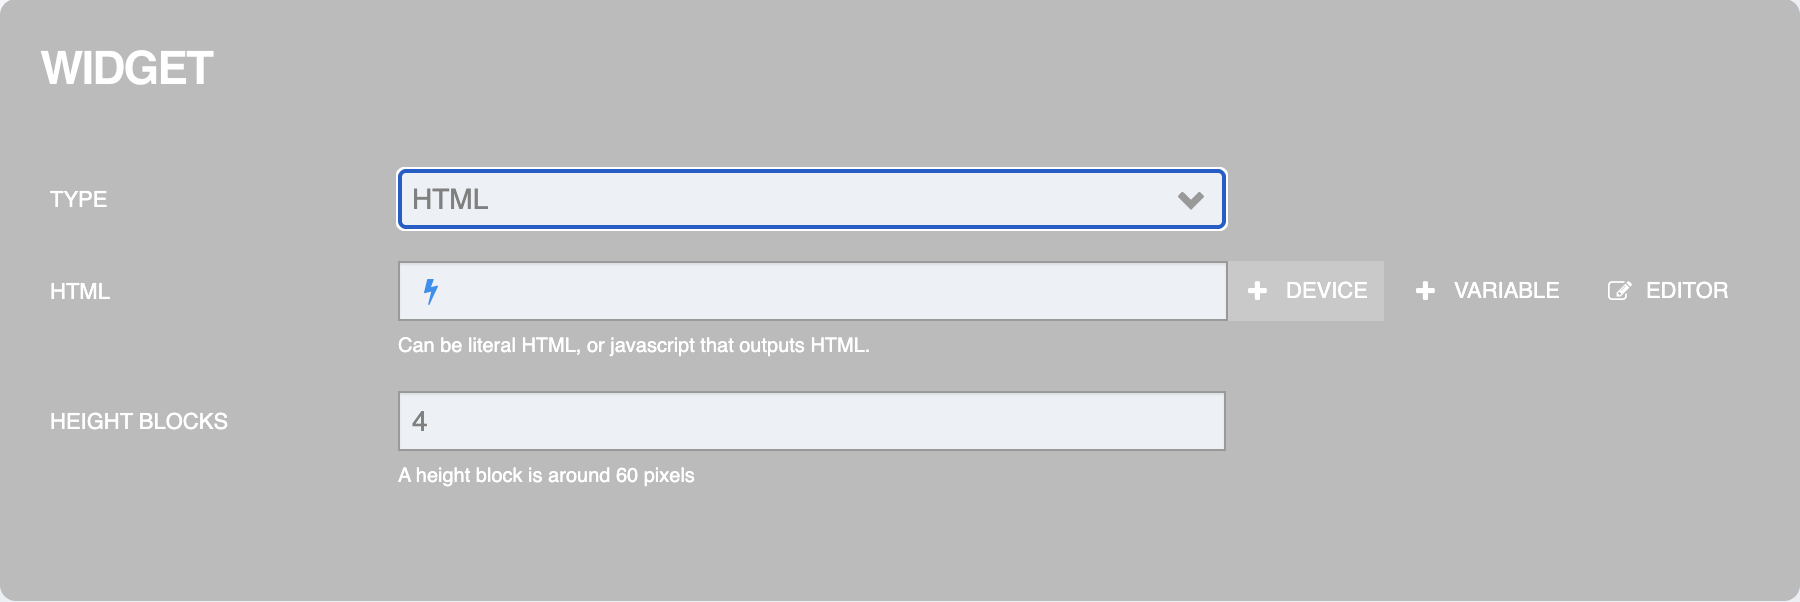 WIDGET
TYPE
HTML
HTML
DEVICE
VARIABLE
EDITOR
Can be literal HTML, or javascript that outputs HTML.
HEIGHT BLOCKS
4
A height block is around 60 pixels